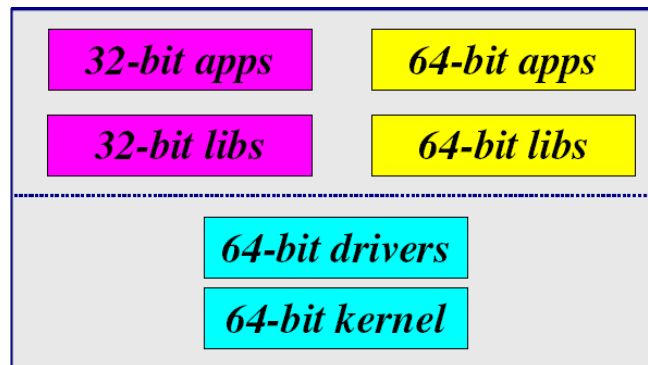 32-bit apps 64-bit apps
32-bit libs 64-bit libs
64-bit drivers
64-bit kernel